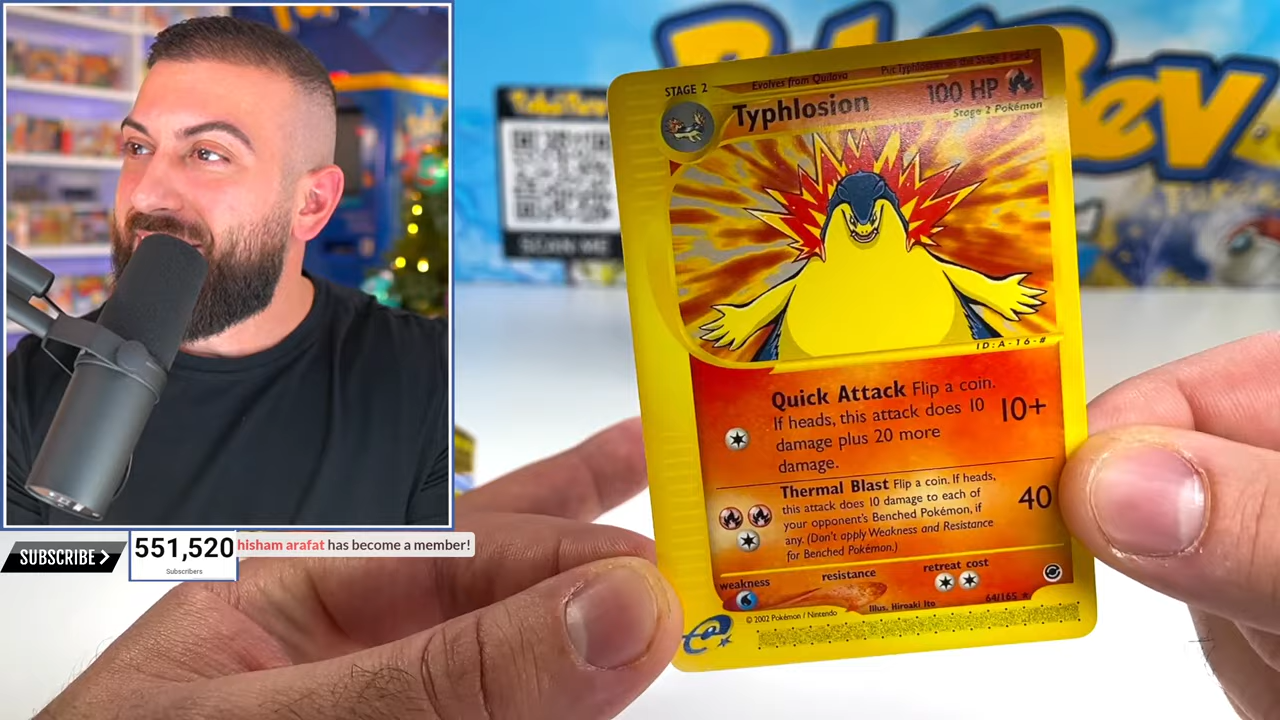 STAGE 2
Evolves from Quilava
Put Typhlosion on the Stage 1 card
Typhlosion
100 HP
Stage 2 Pokémon
SCAN ME
ID:A-16-#
Quick Attack Flip a coin.
If heads, this attack does 10
damage plus 20 more
damage.
10+
Thermal Blast Flip a coin. If heads,
this attack does 10 damage to each of
your opponent's Benched Pokémon, if
any. (Don't apply Weakness and Resistance
for Benched Pokémon.)
40
weakness
resistance
retreat cost
Illus. Hiroaki Ito
64/165 ★
© 2002 Pokémon / Nintendo
e
SUBSCRIBE >
551,520
Subscribers
hisham arafat has become a member!